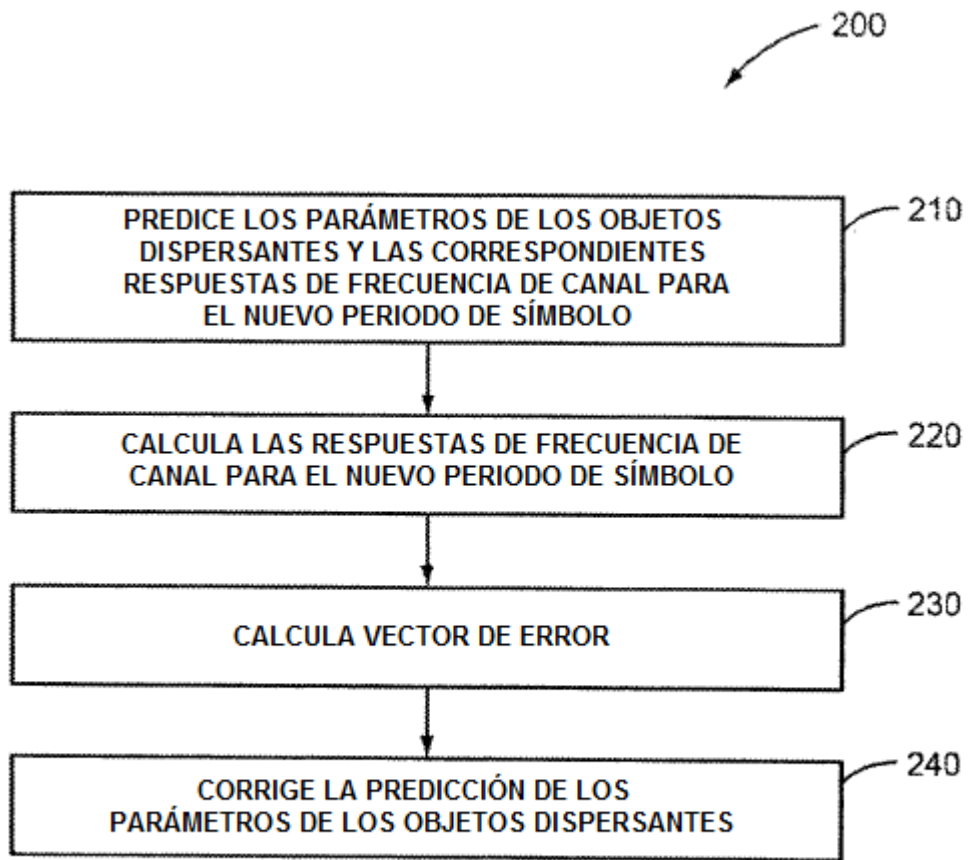 200
210
PREDICE LOS PARÁMETROS DE LOS OBJETOS
DISPERSANTES Y LAS CORRESPONDIENTES
RESPUESTAS DE FRECUENCIA DE CANAL PARA
EL NUEVO PERIODO DE SÍMBOLO
220
CALCULA LAS RESPUESTAS DE FRECUENCIA DE
CANAL PARA EL NUEVO PERIODO DE SÍMBOLO
230
CALCULA VECTOR DE ERROR
240
CORRIGE LA PREDICCIÓN DE LOS
PARÁMETROS DE LOS OBJETOS DISPERSANTES